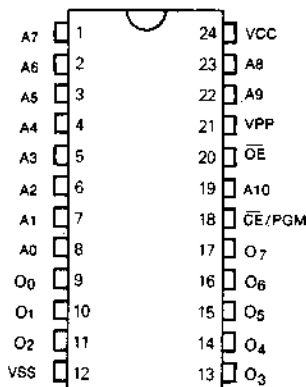 A7 1 24 VCC
A6 2 23 A8
A5 3 22 A9
A4 4 21 VPP
A3 5 20 O̅E̅
A2 6 19 A10
A1 7 18 C̅E̅/PGM
A0 8 17 O₇
O₀ 9 16 O₆
O₁ 10 15 O₅
O₂ 11 14 O₄
VSS 12 13 O₃